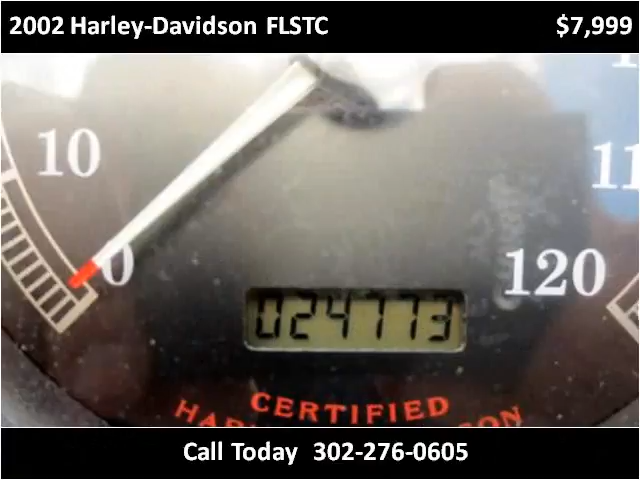 2002 Harley-Davidson FLSTC $7,999
10
0
120
024773
CERTIFIED
Call Today 302-276-0605